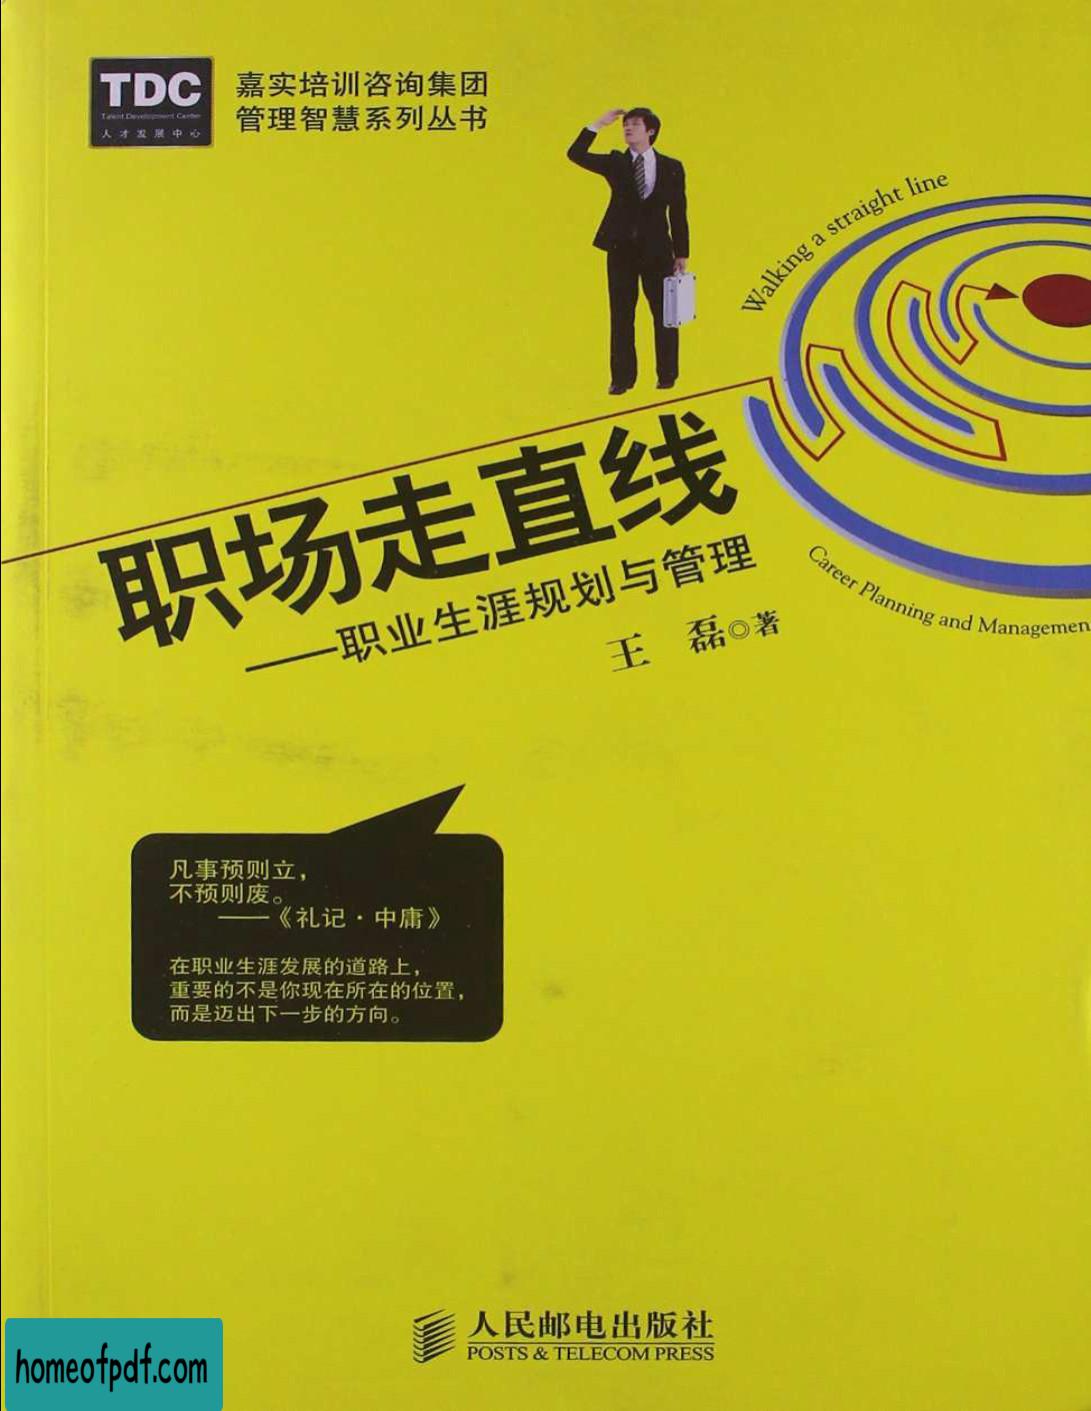 TDC
Talent Development Center
人才发展中心
嘉实培训咨询集团
管理智慧系列丛书
Walking a straight line
职场走直线
——职业生涯规划与管理
王 磊◎著
Career Planning and Managemen
凡事预则立，
不预则废。
——《礼记·中庸》
在职业生涯发展的道路上，
重要的不是你现在所在的位置，
而是迈出下一步的方向。
人民邮电出版社
POSTS & TELECOM PRESS
homeofpdf.com